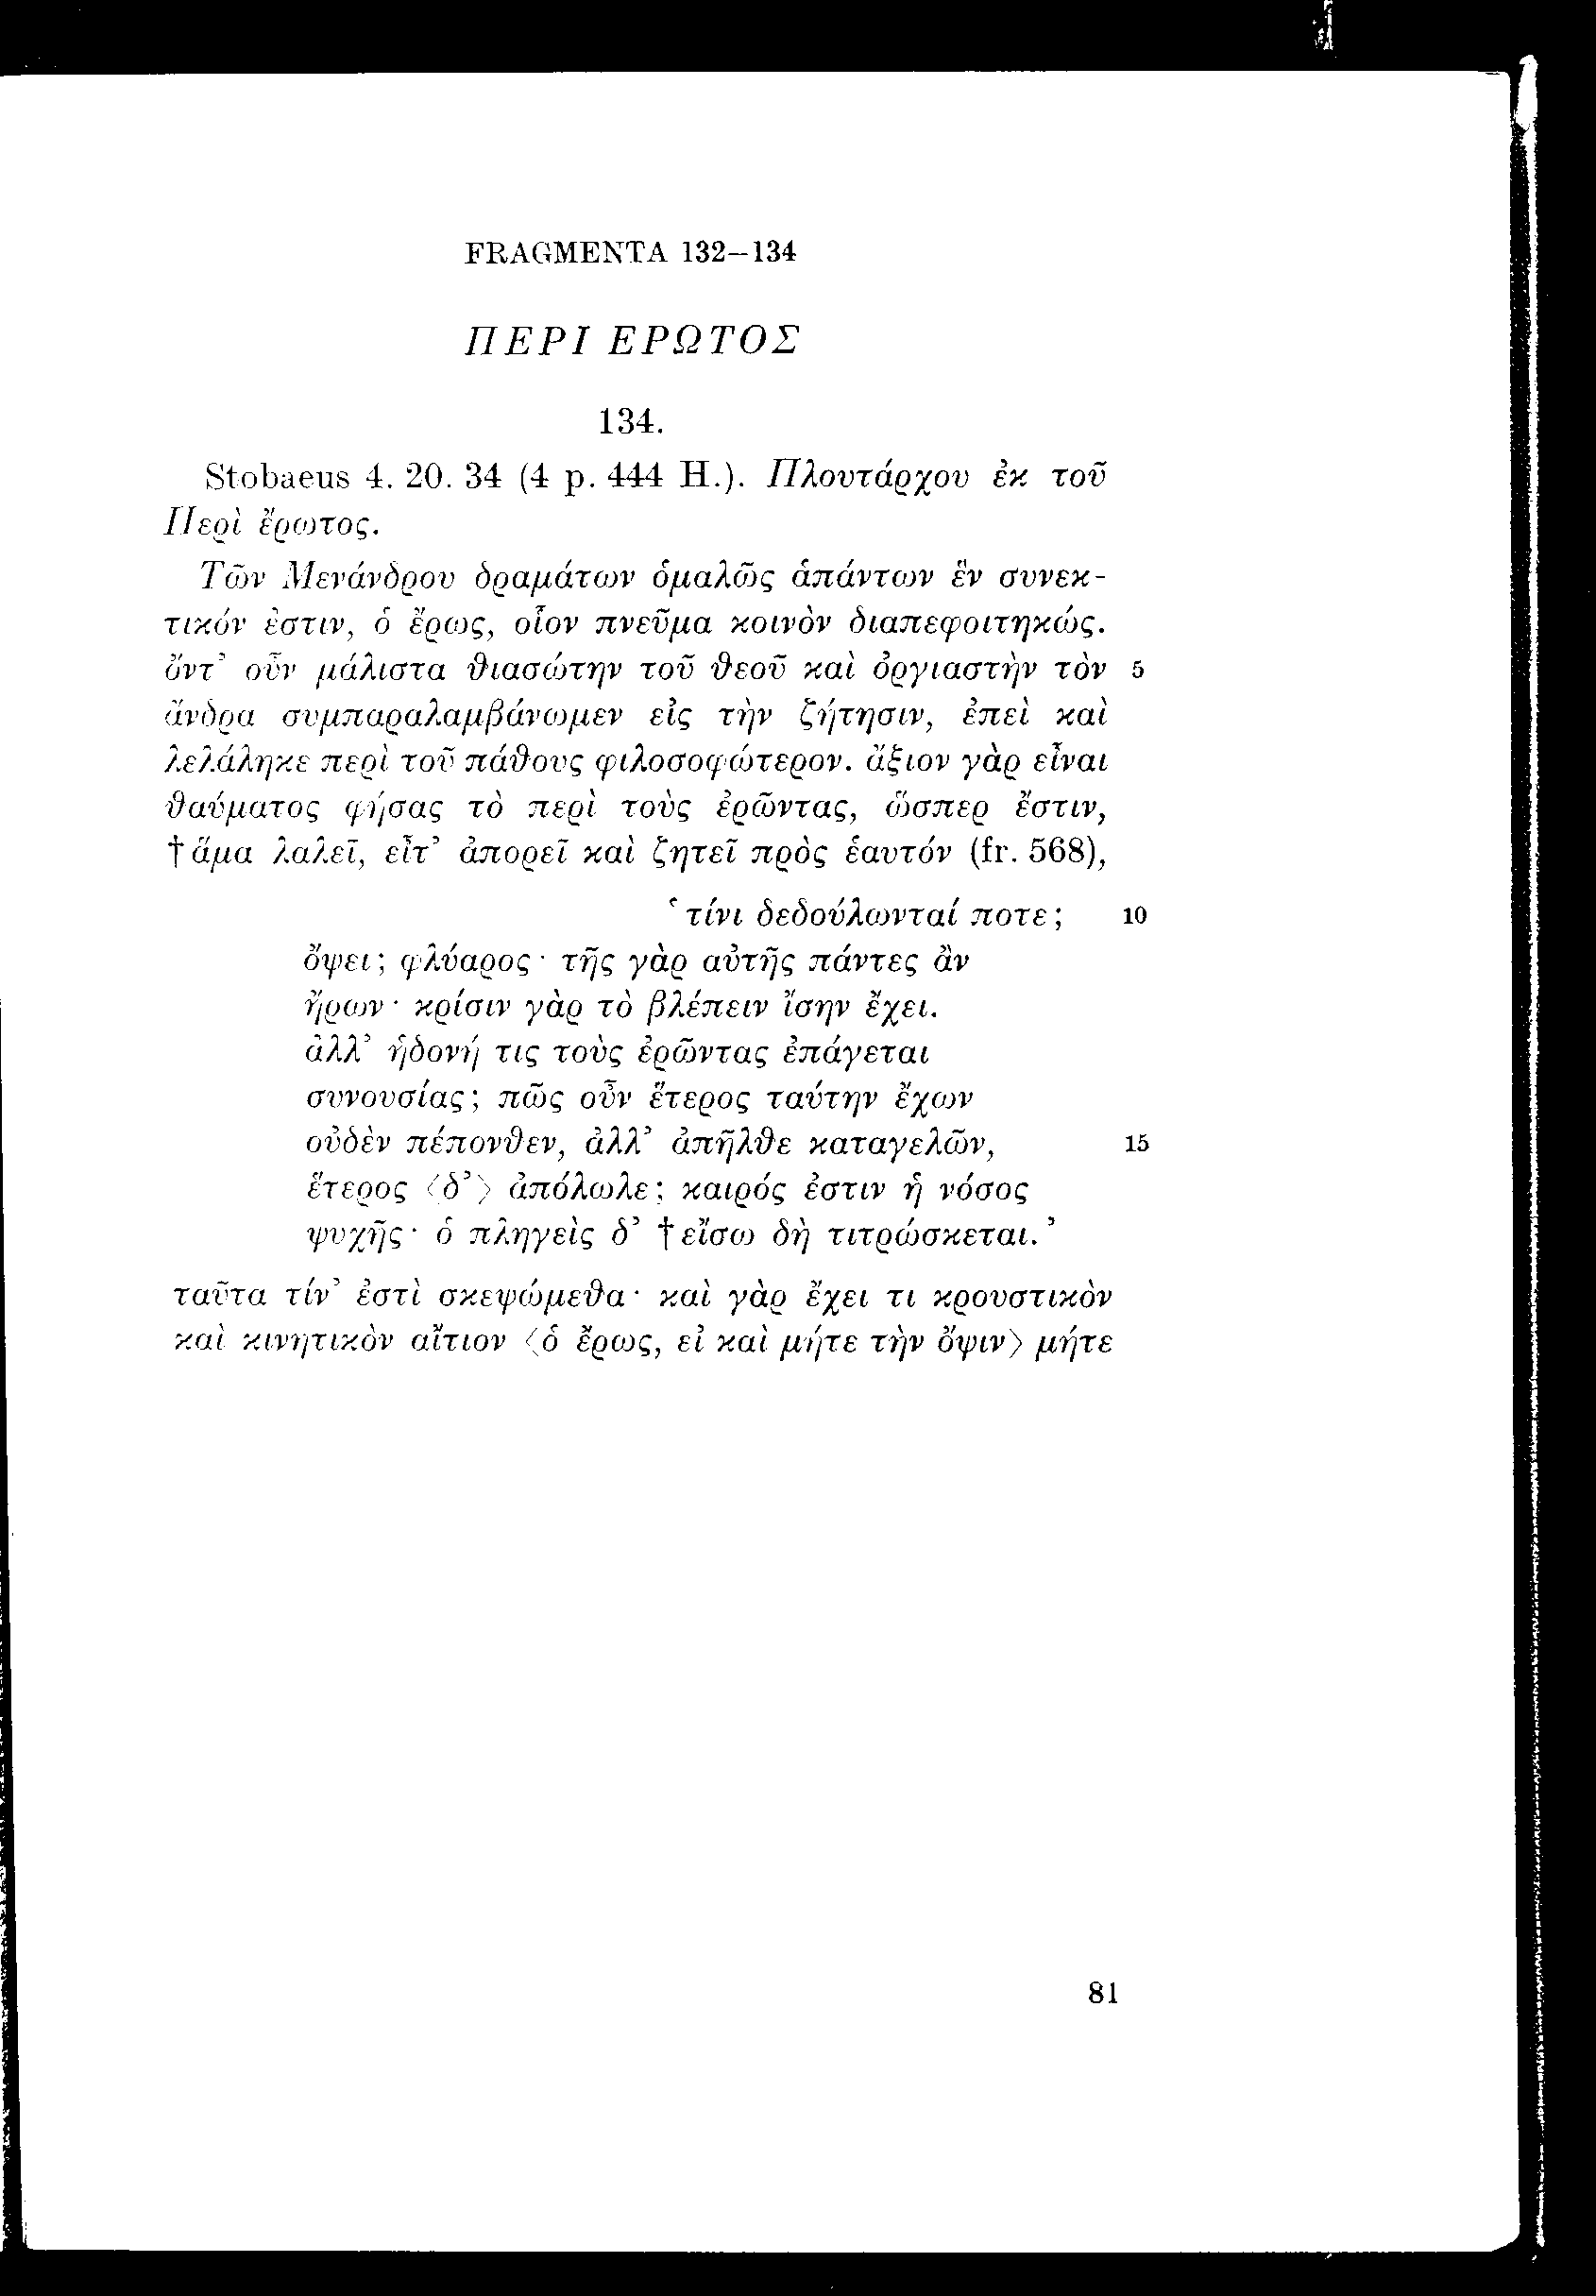 FRAGMENTA 132–134
ΠΕΡΙ ΕΡΩΤΟΣ
134.
Stobaeus 4. 20. 34 (4 p. 444 H.). Πλουτάρχου ἐκ τοῦ
Περὶ ἔρωτος.
Τῶν Μενάνδρου δραμάτων ὁμαλῶς ἁπάντων ἓν συνεκ-
τικόν ἐστιν, ὁ ἔρως, οἷον πνεῦμα κοινὸν διαπεφοιτηκώς.
ὄντ’ οὖν μάλιστα θιασώτην τοῦ θεοῦ καὶ ὀργιαστὴν τὸν 5
ἄνδρα συμπαραλαμβάνωμεν εἰς τὴν ζήτησιν, ἐπεὶ καὶ
λελάληκε περὶ τοῦ πάθους φιλοσοφώτερον. ἄξιον γὰρ εἶναι
θαύματος φήσας τὸ περὶ τοὺς ἐρῶντας, ὥσπερ ἔστιν,
†ἅμα λαλεῖ, εἶτ’ ἀπορεῖ καὶ ζητεῖ πρὸς ἑαυτόν (fr. 568),
‘τίνι δεδούλωνταί ποτε; 10
ὄψει; φλύαρος· τῆς γὰρ αὐτῆς πάντες ἂν
ἤρων· κρίσιν γὰρ τὸ βλέπειν ἴσην ἔχει.
ἀλλ’ ἡδονή τις τοὺς ἐρῶντας ἐπάγεται
συνουσίας; πῶς οὖν ἕτερος ταύτην ἔχων
οὐδὲν πέπονθεν, ἀλλ’ ἀπῆλθε καταγελῶν, 15
ἕτερος ⟨δ’⟩ ἀπόλωλε; καιρός ἐστιν ἡ νόσος
ψυχῆς· ὁ πληγεὶς δ’ †εἴσω δὴ τιτρώσκεται.’
ταῦτα τίν’ ἐστὶ σκεψώμεθα· καὶ γὰρ ἔχει τι κρουστικὸν
καὶ κινητικὸν αἴτιον ⟨ὁ ἔρως, εἰ καὶ μήτε τὴν ὄψιν⟩ μήτε
81